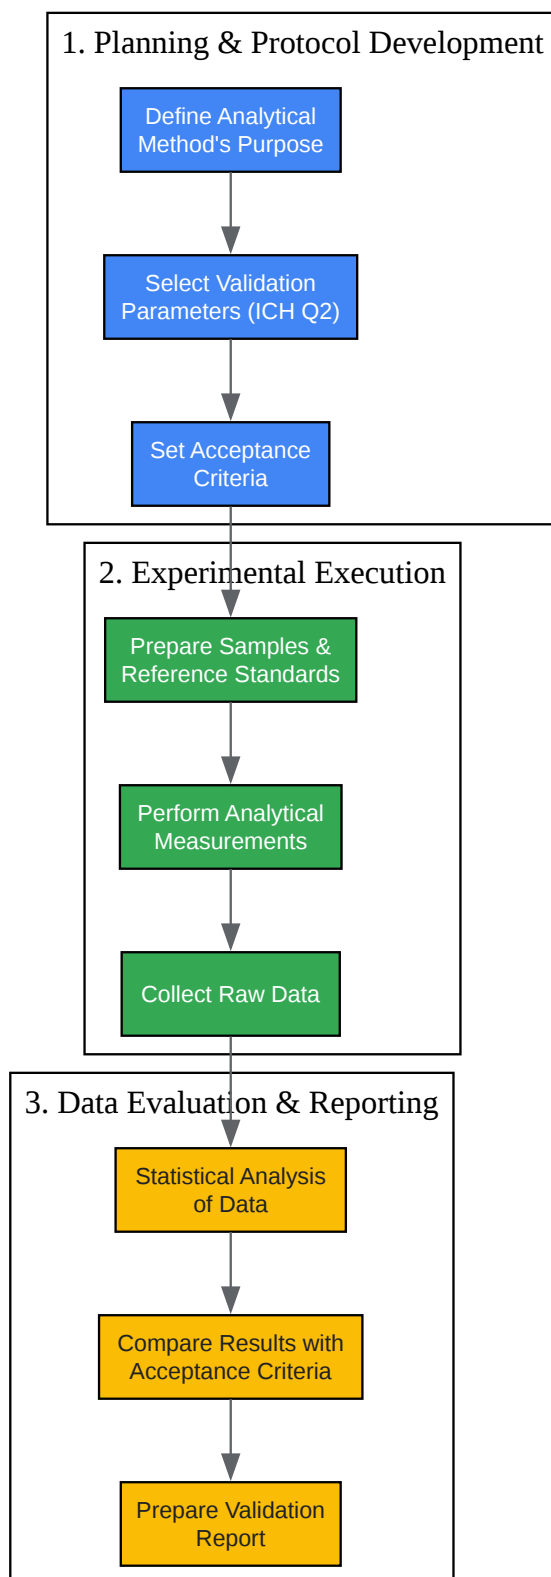 1. Planning & Protocol Development
Define Analytical
Method's Purpose
Select Validation
Parameters (ICH Q2)
Set Acceptance
Criteria
2. Experimental Execution
Prepare Samples &
Reference Standards
Perform Analytical
Measurements
Collect Raw Data
3. Data Evaluation & Reporting
Statistical Analysis
of Data
Compare Results with
Acceptance Criteria
Prepare Validation
Report